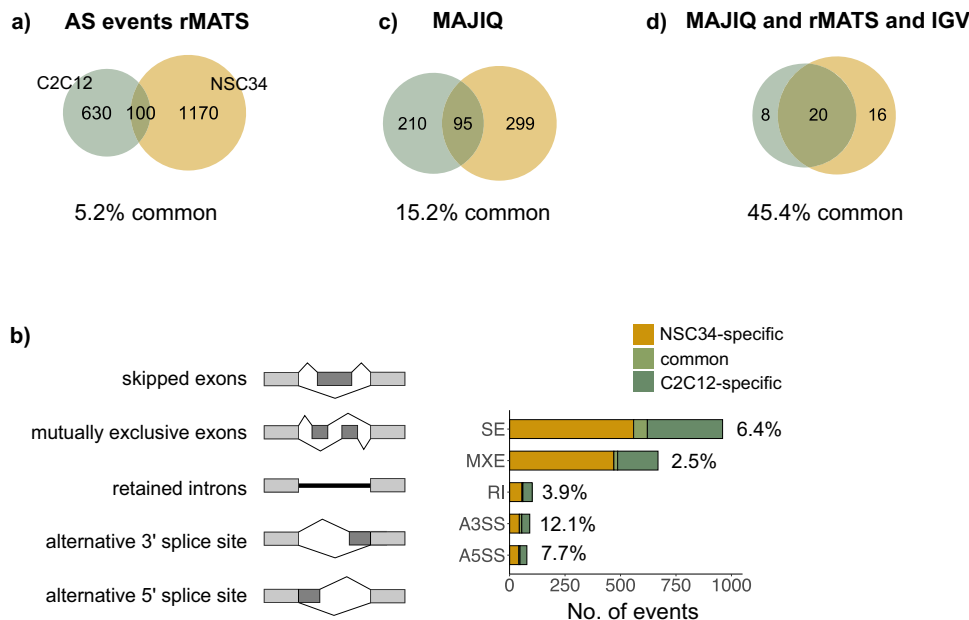 a) AS events rMATS
C2C12
NSC34
630 100 1170
5.2% common
c) MAJIQ
210 95 299
15.2% common
d) MAJIQ and rMATS and IGV
8 20 16
45.4% common
b)
skipped exons
mutually exclusive exons
retained introns
alternative 3' splice site
alternative 5' splice site
NSC34-specific
common
C2C12-specific
SE 6.4%
MXE 2.5%
RI 3.9%
A3SS 12.1%
A5SS 7.7%
0 250 500 750 1000
No. of events